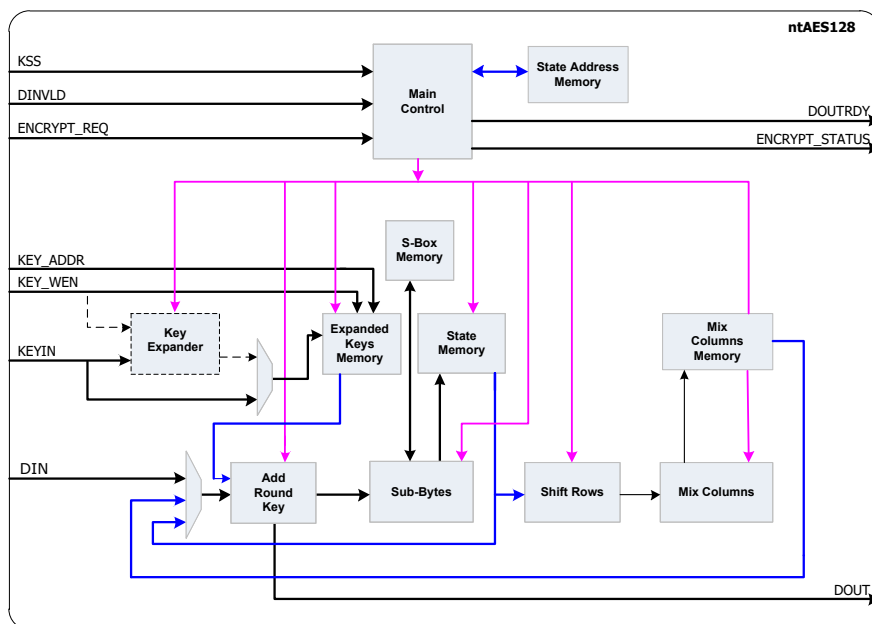 ntAES128
KSS
DINVLD
ENCRYPT_REQ
Main
Control
State Address
Memory
DOUTRDY
ENCRYPT_STATUS
S-Box
Memory
KEY_ADDR
KEY_WEN
KEYIN
Key
Expander
Expanded
Keys
Memory
State
Memory
Mix
Columns
Memory
DIN
Add
Round
Key
Sub-Bytes
Shift Rows
Mix Columns
DOUT